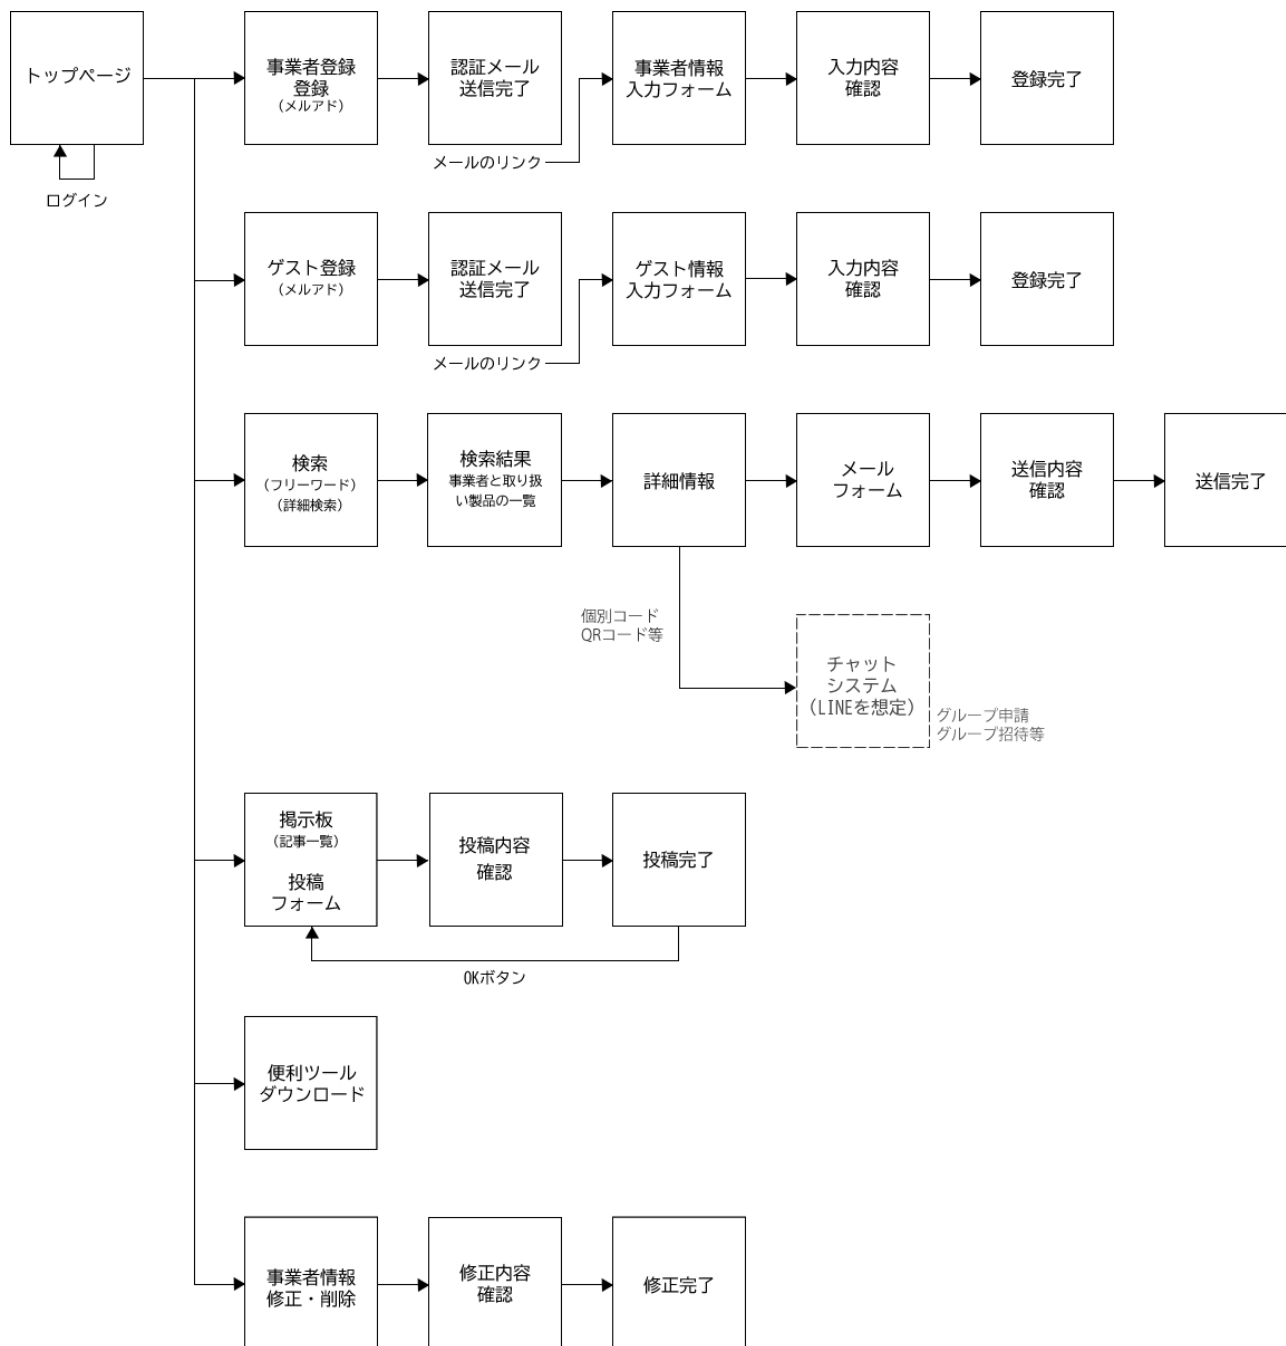 トップページ
ログイン
事業者登録
登録
(メルアド)
認証メール
送信完了
メールのリンク
事業者情報
入力フォーム
入力内容
確認
登録完了
ゲスト登録
(メルアド)
認証メール
送信完了
メールのリンク
ゲスト情報
入力フォーム
入力内容
確認
登録完了
検索
(フリーワード)
(詳細検索)
検索結果
事業者と取り扱
い製品の一覧
詳細情報
メール
フォーム
送信内容
確認
送信完了
個別コード
QRコード等
チャット
システム
(LINEを想定)
グループ申請
グループ招待等
掲示板
(記事一覧)
投稿
フォーム
投稿内容
確認
投稿完了
OKボタン
便利ツール
ダウンロード
事業者情報
修正・削除
修正内容
確認
修正完了